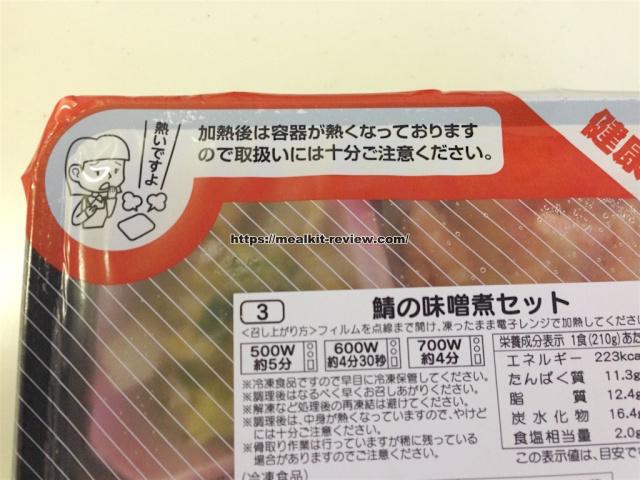 熱いですよ
加熱後は容器が熱くなっております
ので取扱いには十分ご注意ください。
健康
https://mealkit-review.com/
3
鯖の味噌煮セット
<召し上がり方>フィルムを点線まで開け、凍ったまま電子レンジで加熱してください
500W
約5分
600W
約4分30秒
700W
約4分
※冷凍食品ですので早目に冷凍保管してください。
※調理後はなるべく早くお召しあがりください。
※解凍など処理後の再凍結は避けてください。
※調理後は、中身が熱くなっていますので、やけど
には十分ご注意ください。
※骨取り作業は行っていますが稀に残っている
場合がありますのでご注意ください。
(冷凍食品)
栄養成分表示 1食(210g)あた
エネルギー 223kca
たんぱく質 11.3g
脂質 12.4g
炭水化物 16.4g
食塩相当量 2.0g
この表示値は、目安です